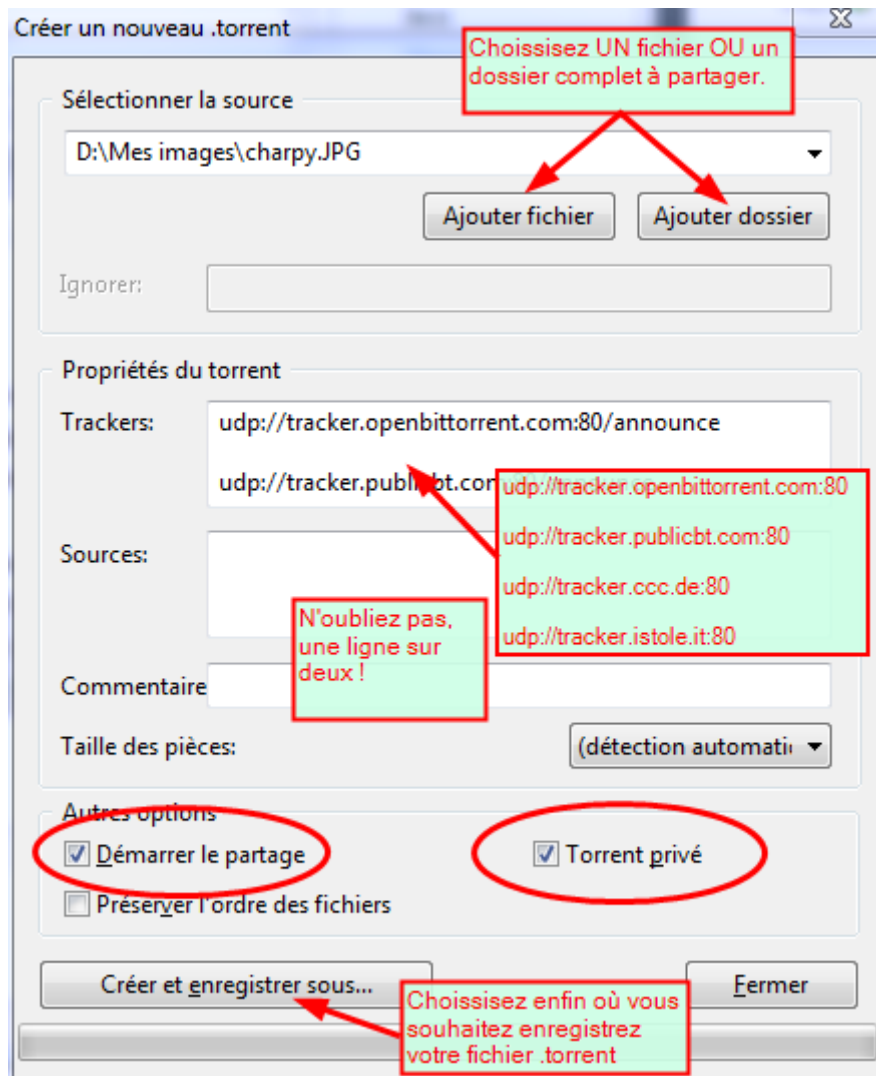 Créer un nouveau .torrent
Choissisez UN fichier OU un
dossier complet à partager.
Sélectionner la source
D:\Mes images\charpy.JPG
Ajouter fichier
Ajouter dossier
Ignorer:
Propriétés du torrent
Trackers:
udp://tracker.openbittorrent.com:80/announce
udp://tracker.publicbt.com
udp://tracker.openbittorrent.com:80
udp://tracker.publicbt.com:80
udp://tracker.ccc.de:80
udp://tracker.istole.it:80
Sources:
N'oubliez pas,
une ligne sur
deux !
Commentaire
Taille des pièces:
(détection automati
Autres options
Démarrer le partage
Torrent privé
Préserver l'ordre des fichiers
Créer et enregistrer sous...
Fermer
Choissisez enfin où vous
souhaitez enregistrez
votre fichier .torrent